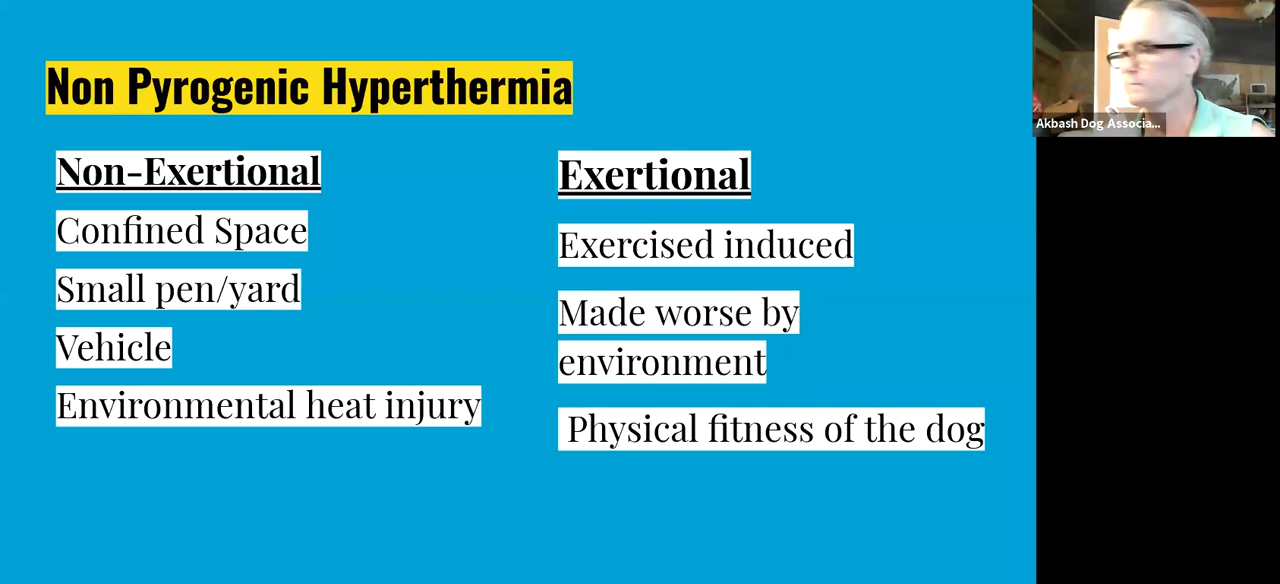 Non Pyrogenic Hyperthermia
Non-Exertional
Confined Space
Small pen/yard
Vehicle
Environmental heat injury
Exertional
Exercised induced
Made worse by
environment
Physical fitness of the dog
Akbash Dog Associa...